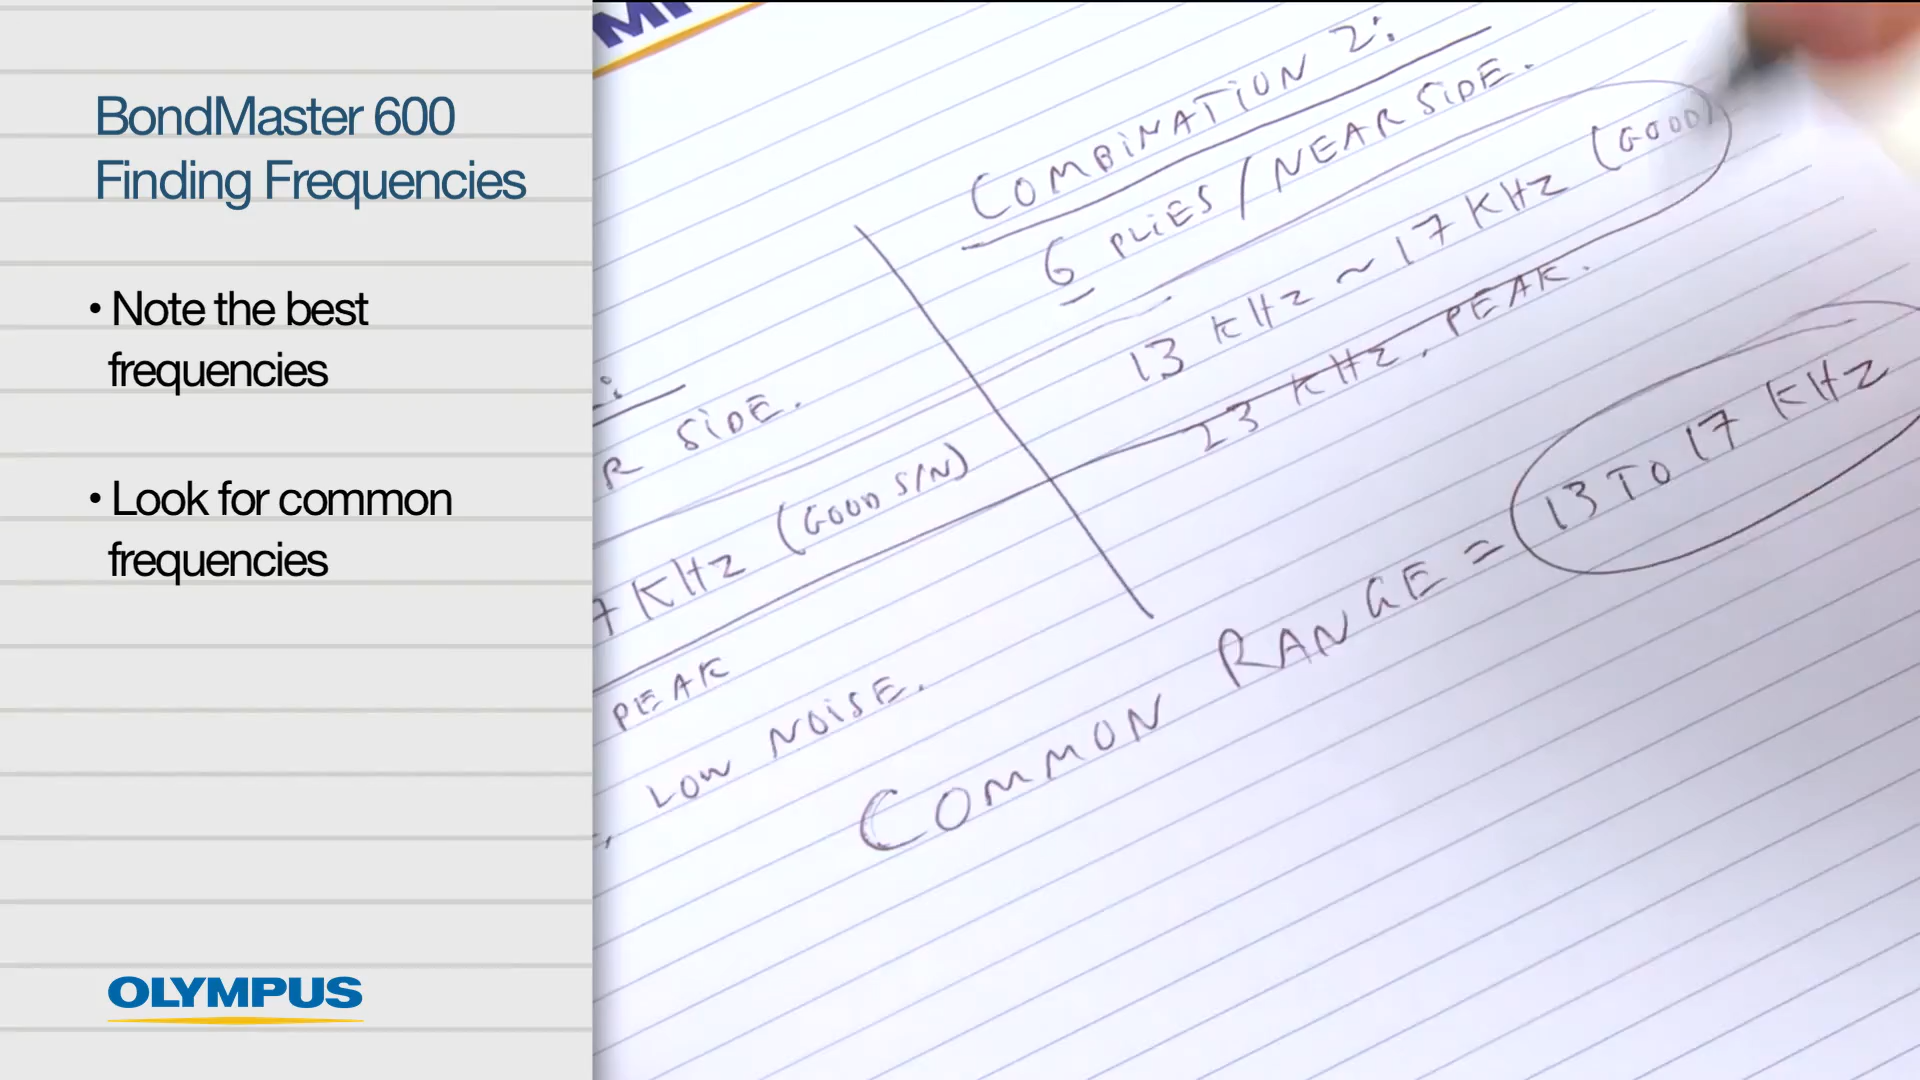 BondMaster 600
Finding Frequencies
• Note the best
frequencies
• Look for common
frequencies
OLYMPUS
SIDE.
7 KHz (GOOD S/N)
PEAK
, LOW NOISE.
COMBINATION 2:
6 PLIES / NEAR SIDE.
13 KHz ~ 17 KHz (GOOD)
23 KHz. PEAK.
COMMON RANGE = 13 TO 17 KHz